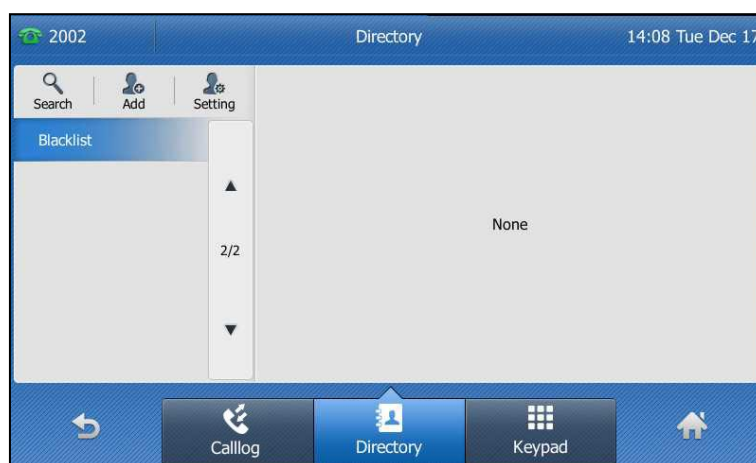 2002 Directory 14:08 Tue Dec 17
Search Add Setting
Blacklist
None
2/2
Calllog Directory Keypad